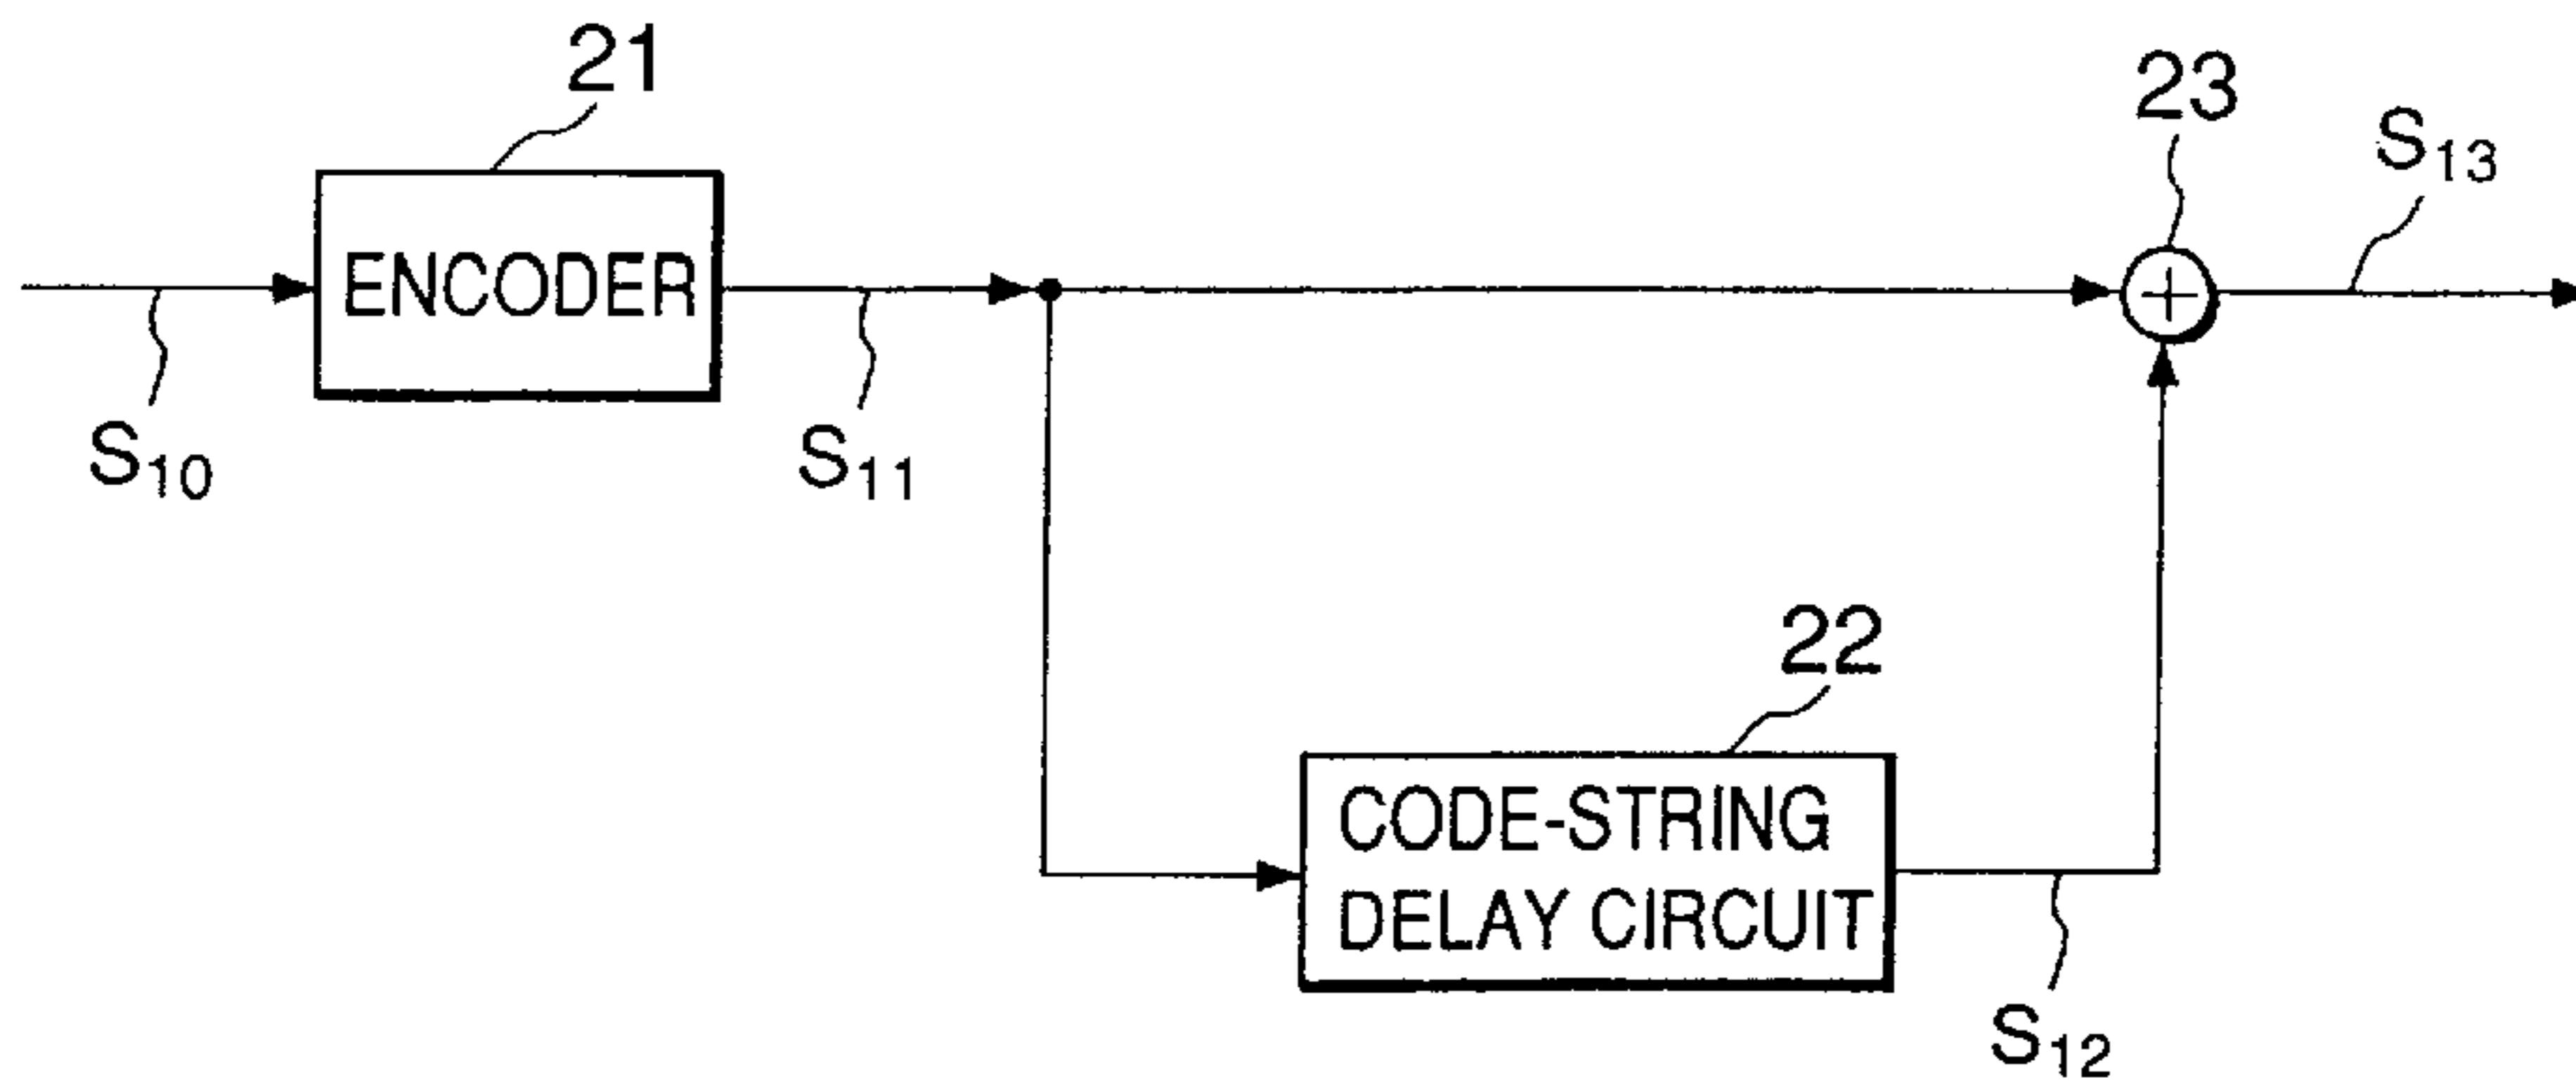 21
23
S13
ENCODER
S10
S11
22
CODE-STRING
DELAY CIRCUIT
S12